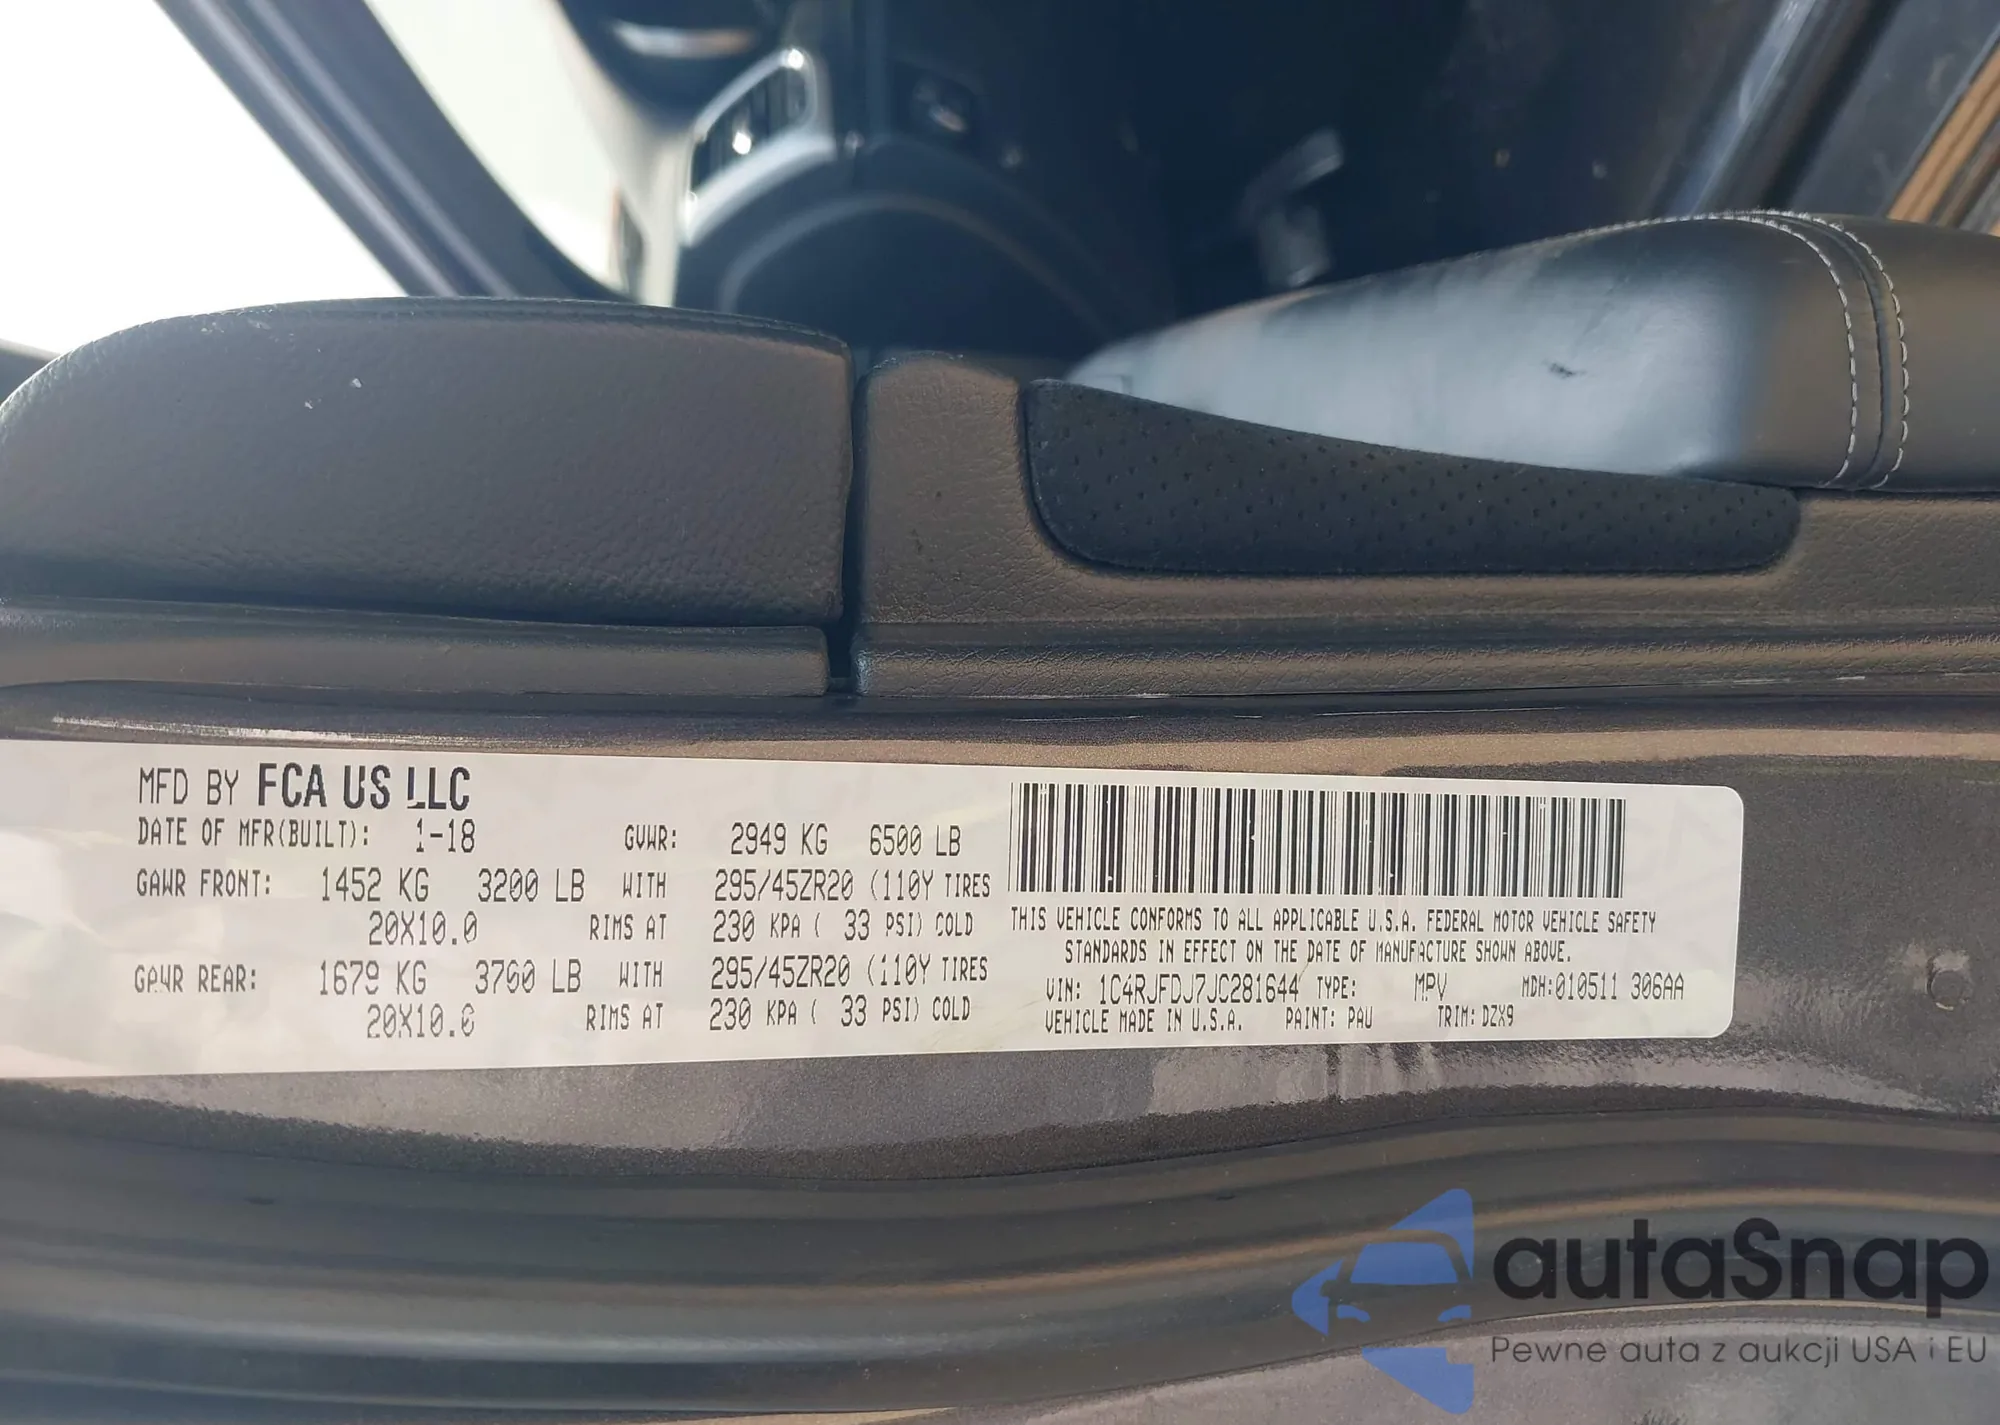 MFD BY FCA US LLC
DATE OF MFR(BUILT): 1-18 GVWR: 2949 KG 6500 LB
GAWR FRONT: 1452 KG 3200 LB WITH 295/45ZR20 (110Y TIRES
20X10.0 RIMS AT 230 KPA ( 33 PSI) COLD
GAWR REAR: 1679 KG 3700 LB WITH 295/45ZR20 (110Y TIRES
20X10.0 RIMS AT 230 KPA ( 33 PSI) COLD
THIS VEHICLE CONFORMS TO ALL APPLICABLE U.S.A. FEDERAL MOTOR VEHICLE SAFETY
STANDARDS IN EFFECT ON THE DATE OF MANUFACTURE SHOWN ABOVE.
VIN: 1C4RJFDJ7JC281644 TYPE: MPV MDH:010511 306AA
VEHICLE MADE IN U.S.A. PAINT: PAU TRIM: DZX9
autaSnap
Pewne auta z aukcji USA i EU